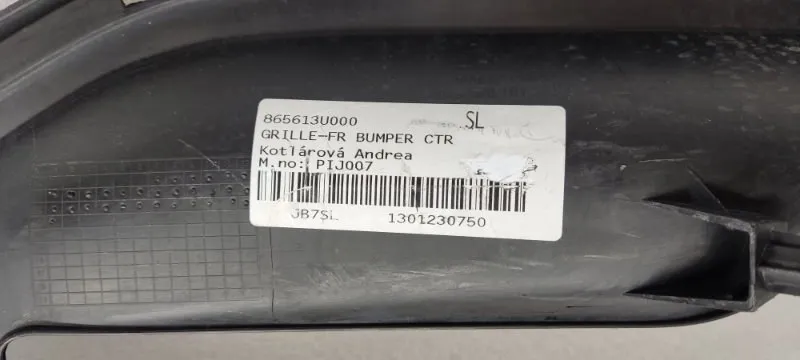 865613U000 SL
GRILLE-FR BUMPER CTR
Kotlárová Andrea
M.no: PIJ007
JB7SL 1301230750